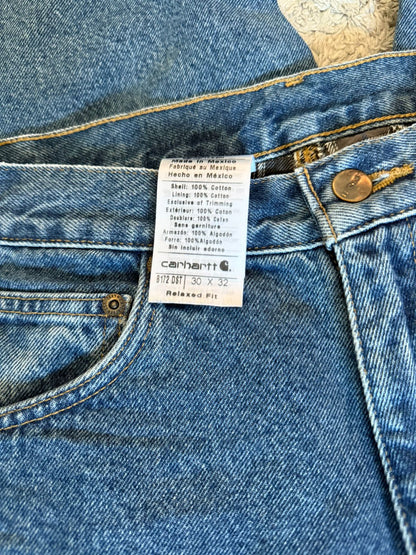 Made in Mexico
Fabriqué au Mexique
Hecho en México
Shell: 100% Cotton
Lining: 100% Cotton
Exclusive of Trimming
Extérieur: 100% Coton
Doublure: 100% Coton
Sans garniture
Armazón: 100% Algodón
Forro: 100% Algodón
Sin incluir adorno
carhartt
B172 DST 30 X 32
Relaxed Fit